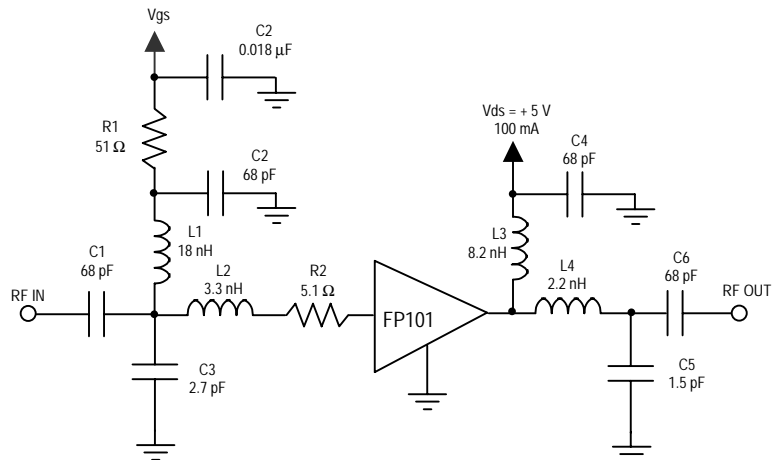 Vgs
C2
0.018 µF
R1
51 Ω
C2
68 pF
Vds = + 5 V
100 mA
C4
68 pF
L1
18 nH
L3
8.2 nH
C1
68 pF
L2
3.3 nH
R2
5.1 Ω
L4
2.2 nH
C6
68 pF
RF IN
FP101
RF OUT
C3
2.7 pF
C5
1.5 pF